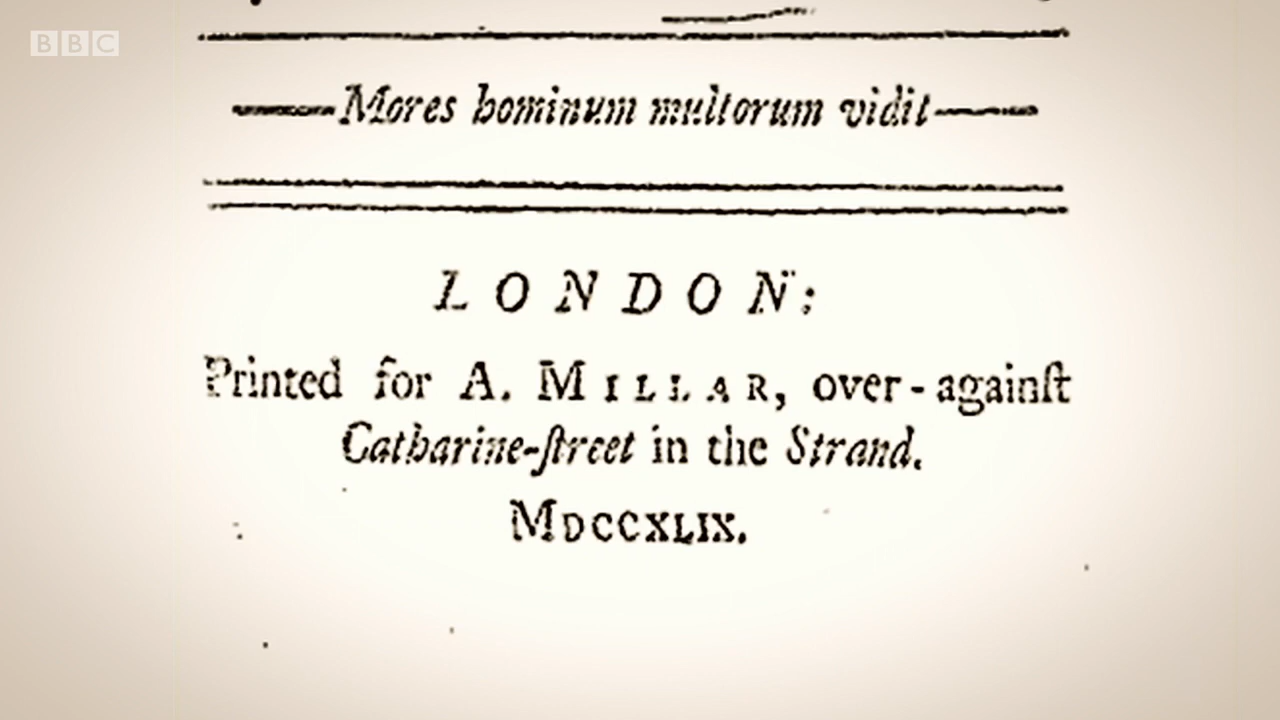 BBC
—Mores hominum multorum vidit—
LONDON:
Printed for A. MILLAR, over-againſt
Catharine-ſtreet in the Strand.
MDCCXLIX.